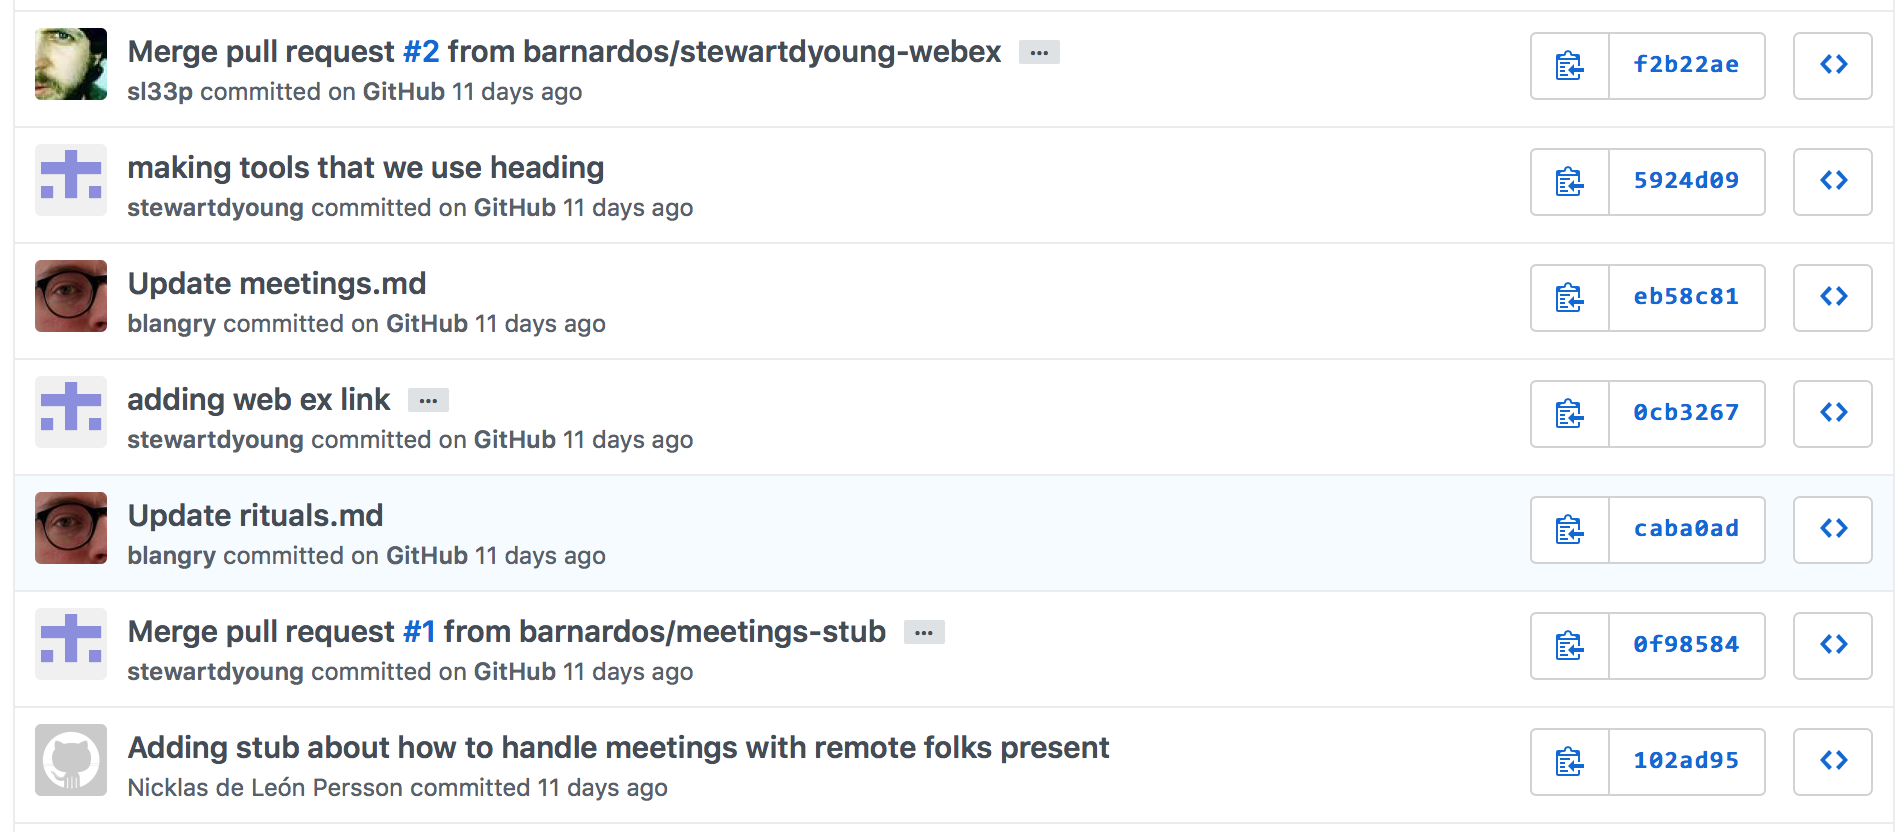 Merge pull request #2 from barnardos/stewartdyoung-webex …
sl33p committed on GitHub 11 days ago
f2b22ae
making tools that we use heading
stewartdyoung committed on GitHub 11 days ago
5924d09
Update meetings.md
blangry committed on GitHub 11 days ago
eb58c81
adding web ex link …
stewartdyoung committed on GitHub 11 days ago
0cb3267
Update rituals.md
blangry committed on GitHub 11 days ago
caba0ad
Merge pull request #1 from barnardos/meetings-stub …
stewartdyoung committed on GitHub 11 days ago
0f98584
Adding stub about how to handle meetings with remote folks present
Nicklas de León Persson committed 11 days ago
102ad95